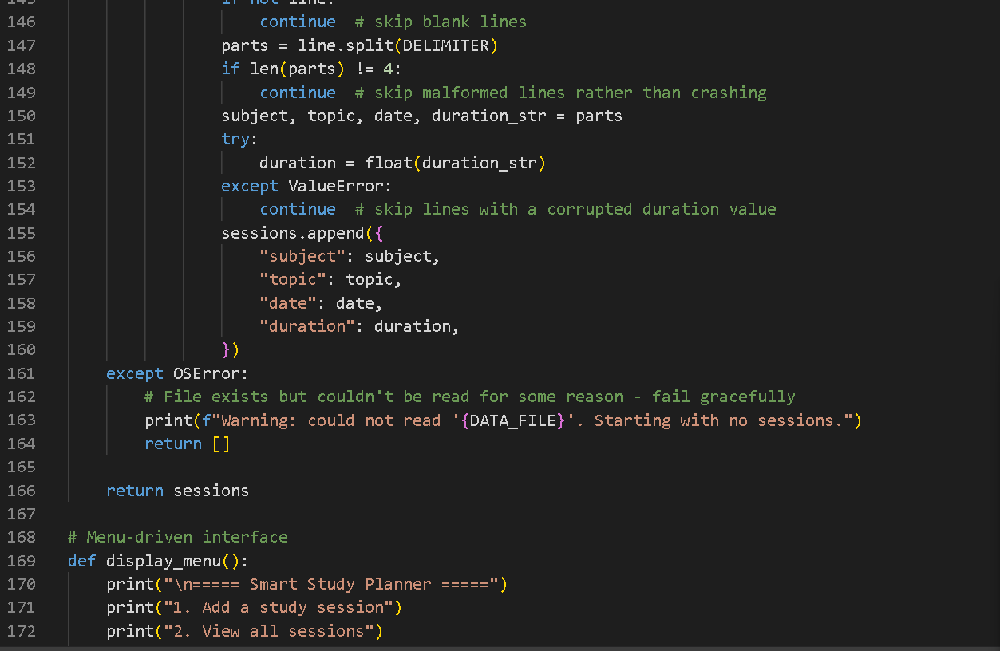 145 if not line:
146 continue # skip blank lines
147 parts = line.split(DELIMITER)
148 if len(parts) != 4:
149 continue # skip malformed lines rather than crashing
150 subject, topic, date, duration_str = parts
151 try:
152 duration = float(duration_str)
153 except ValueError:
154 continue # skip lines with a corrupted duration value
155 sessions.append({
156 "subject": subject,
157 "topic": topic,
158 "date": date,
159 "duration": duration,
160 })
161 except OSError:
162 # File exists but couldn't be read for some reason - fail gracefully
163 print(f"Warning: could not read '{DATA_FILE}'. Starting with no sessions.")
164 return []
165
166 return sessions
167
168 # Menu-driven interface
169 def display_menu():
170 print("\n===== Smart Study Planner =====")
171 print("1. Add a study session")
172 print("2. View all sessions")